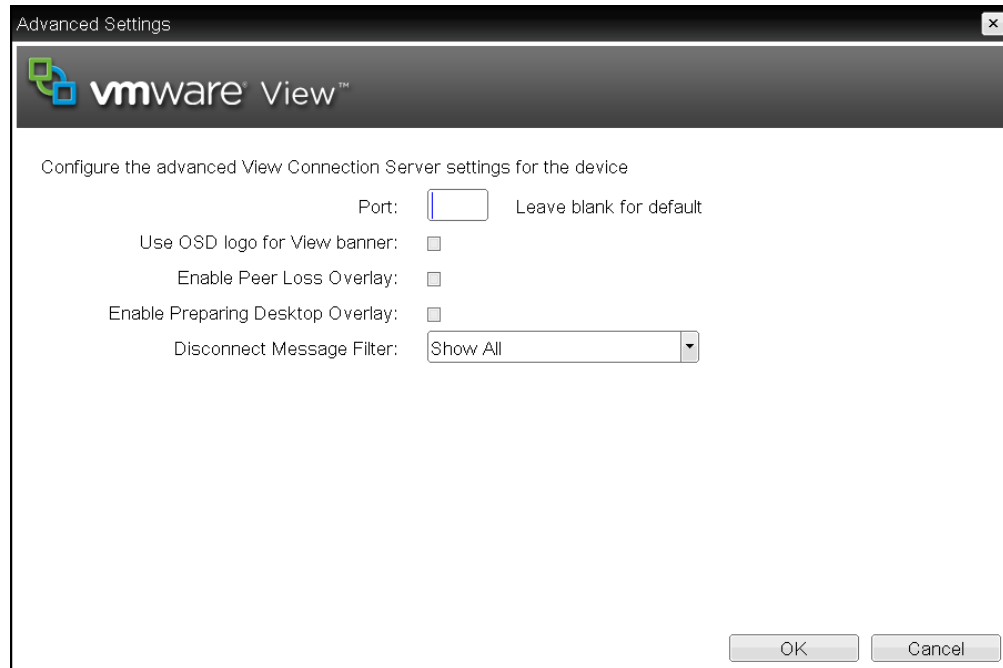 Advanced Settings
vmware® View™
Configure the advanced View Connection Server settings for the device
Port: Leave blank for default
Use OSD logo for View banner:
Enable Peer Loss Overlay:
Enable Preparing Desktop Overlay:
Disconnect Message Filter: Show All
OK Cancel